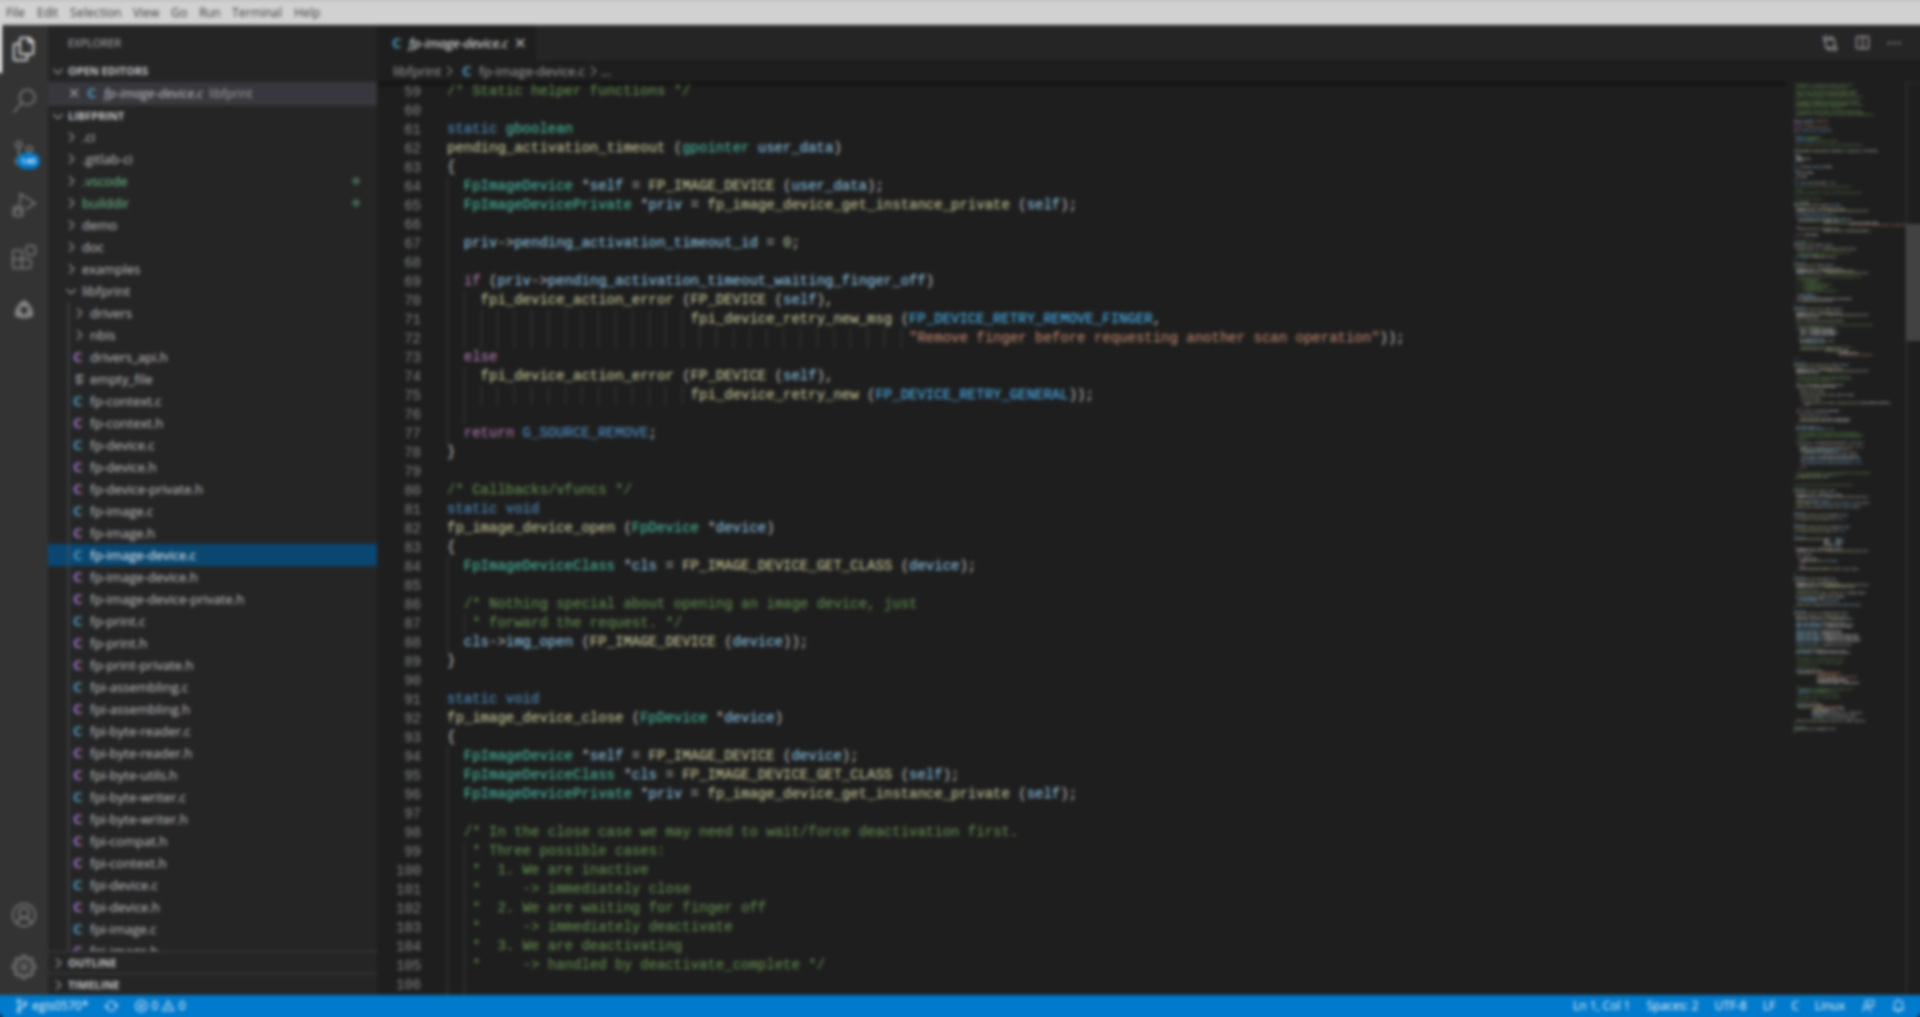 File Edit Selection View Go Run Terminal Help
EXPLORER
OPEN EDITORS
fp-image-device.c libfprint
LIBFPRINT
.ci
.gitlab-ci
.vscode
builddir
demo
doc
examples
libfprint
drivers
nbis
C drivers_api.h
empty_file
C fp-context.c
C fp-context.h
C fp-device.c
C fp-device.h
C fp-device-private.h
C fp-image.c
C fp-image.h
C fp-image-device.c
C fp-image-device.h
C fp-image-device-private.h
C fp-print.c
C fp-print.h
C fp-print-private.h
C fpi-assembling.c
C fpi-assembling.h
C fpi-byte-reader.c
C fpi-byte-reader.h
C fpi-byte-utils.h
C fpi-byte-writer.c
C fpi-byte-writer.h
C fpi-compat.h
C fpi-context.h
C fpi-device.c
C fpi-device.h
C fpi-image.c
OUTLINE
TIMELINE
C fp-image-device.c
libfprint > C fp-image-device.c > ...
59 /* Static helper functions */
60
61 static gboolean
62 pending_activation_timeout (gpointer user_data)
63 {
64 FpImageDevice *self = FP_IMAGE_DEVICE (user_data);
65 FpImageDevicePrivate *priv = fp_image_device_get_instance_private (self);
66
67 priv->pending_activation_timeout_id = 0;
68
69 if (priv->pending_activation_timeout_waiting_finger_off)
70 fpi_device_action_error (FP_DEVICE (self),
71 fpi_device_retry_new_msg (FP_DEVICE_RETRY_REMOVE_FINGER,
72 "Remove finger before requesting another scan operation"));
73 else
74 fpi_device_action_error (FP_DEVICE (self),
75 fpi_device_retry_new (FP_DEVICE_RETRY_GENERAL));
76
77 return G_SOURCE_REMOVE;
78 }
79
80 /* Callbacks/vfuncs */
81 static void
82 fp_image_device_open (FpDevice *device)
83 {
84 FpImageDeviceClass *cls = FP_IMAGE_DEVICE_GET_CLASS (device);
85
86 /* Nothing special about opening an image device, just
87 * forward the request. */
88 cls->img_open (FP_IMAGE_DEVICE (device));
89 }
90
91 static void
92 fp_image_device_close (FpDevice *device)
93 {
94 FpImageDevice *self = FP_IMAGE_DEVICE (device);
95 FpImageDeviceClass *cls = FP_IMAGE_DEVICE_GET_CLASS (self);
96 FpImageDevicePrivate *priv = fp_image_device_get_instance_private (self);
97
98 /* In the close case we may need to wait/force deactivation first.
99 * Three possible cases:
100 * 1. We are inactive
101 * -> immediately close
102 * 2. We are waiting for finger off
103 * -> immediately deactivate
104 * 3. We are deactivating
105 * -> handled by deactivate_complete */
106
egis0570* 0 0 Ln 1, Col 1 Spaces: 2 UTF-8 LF C Linux